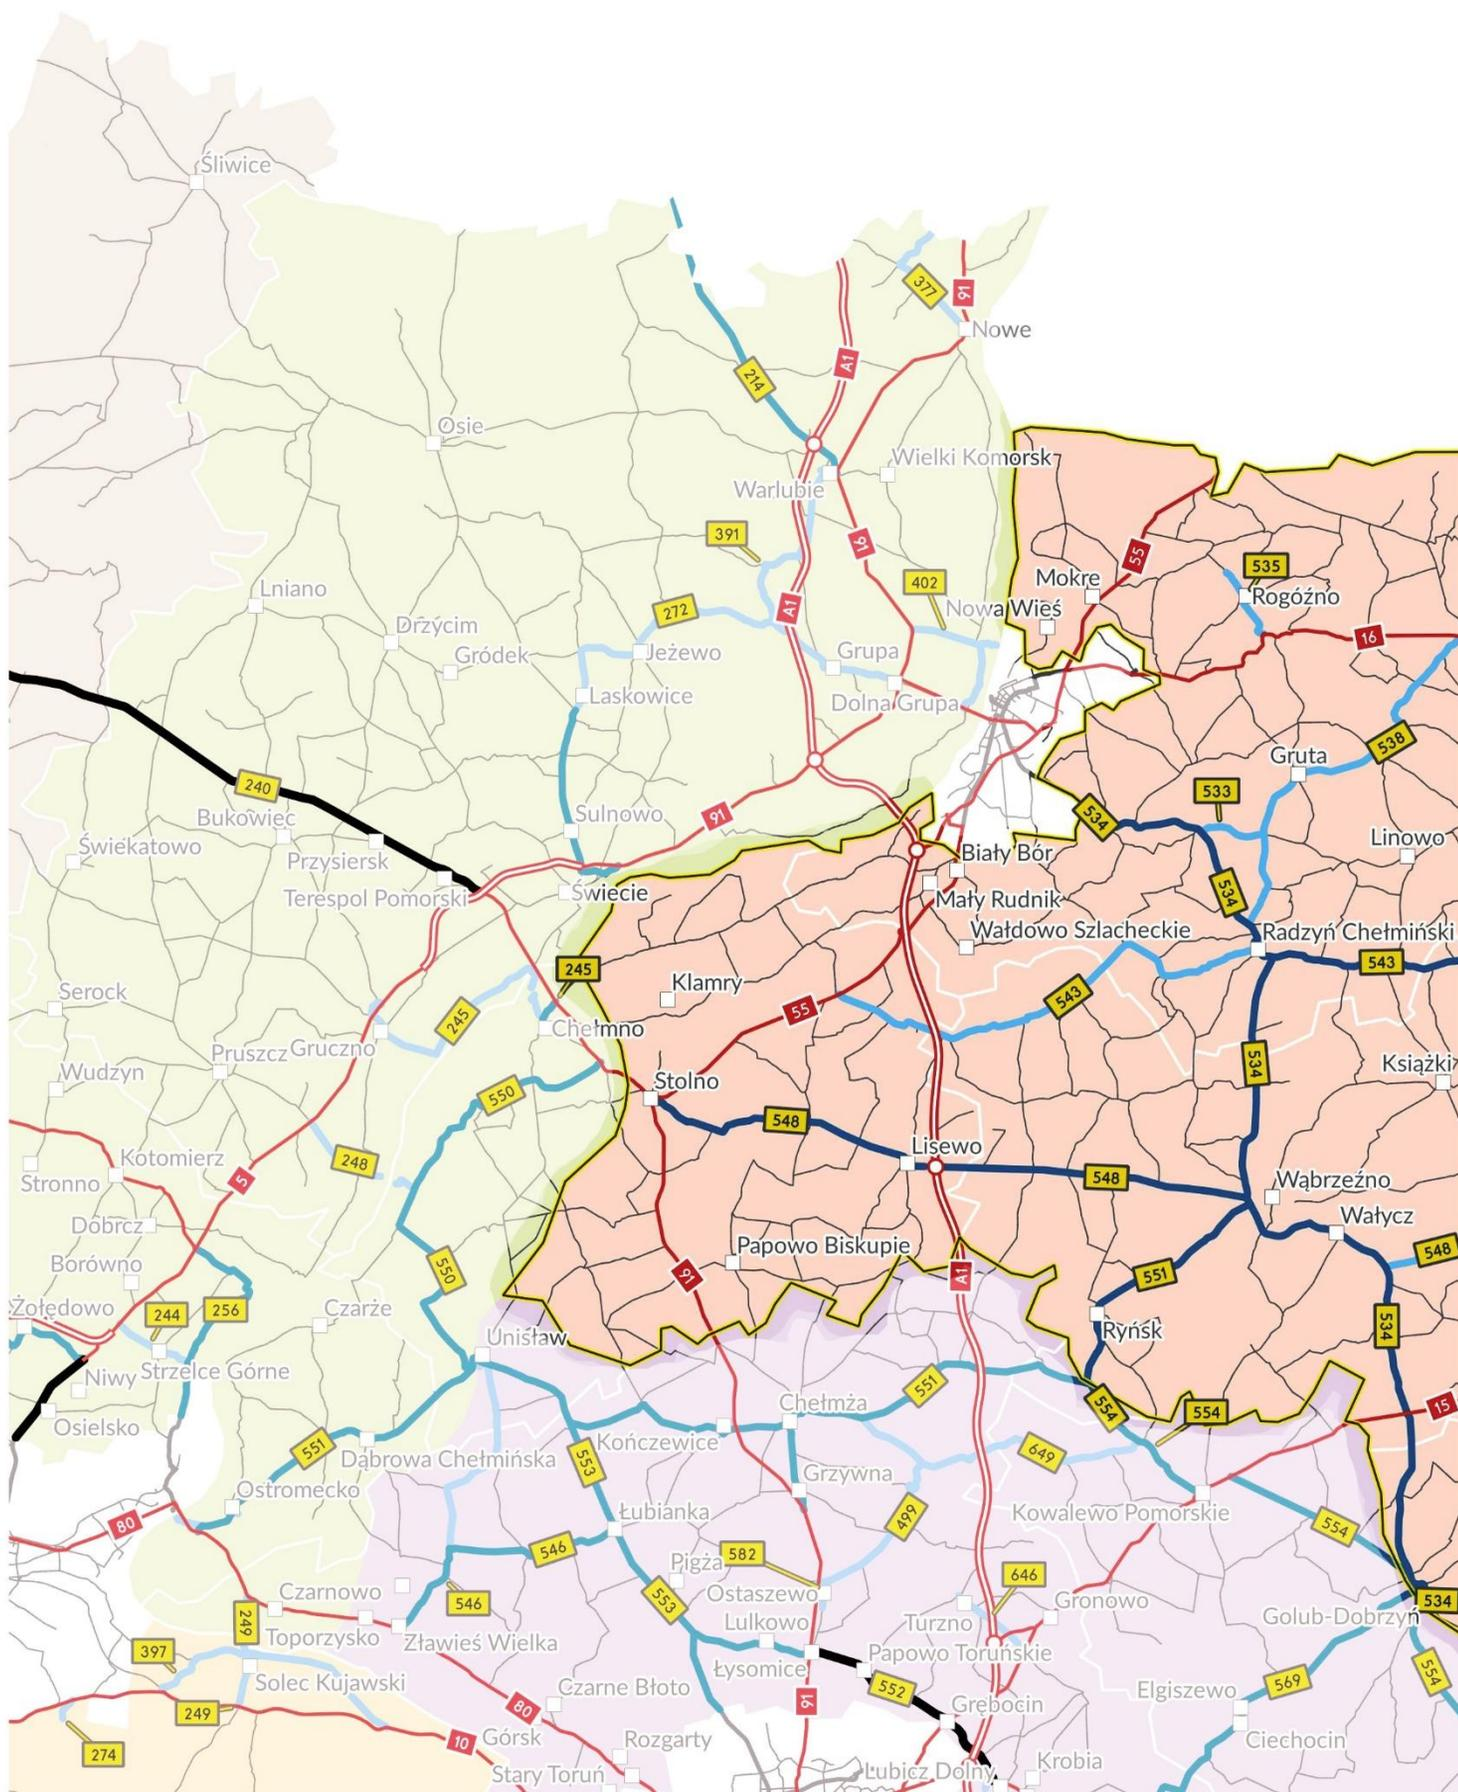 Śliwice
377
91
Nowe
A1
214
Osie
Wielki Komorsk
Warlubie
391
91
55
535
Mokre
Rogóźno
402
Lniano
272
A1
Nowa Wieś
16
Drzycim
Gródek
Jeżewo
Grupa
Laskowice
Dolna Grupa
538
Gruta
240
533
Bukowiec
Sulnowo
91
534
Linowo
Świekatowo
Przysiersk
Biały Bór
Terespol Pomorski
Świecie
Mały Rudnik
534
Wałdowo Szlacheckie
Radzyń Chełmiński
245
543
Serock
Klamry
543
55
245
Chełmno
Pruszcz
Gruczno
534
Książki
Wudzyn
Stolno
550
548
Lisewo
Kotomierz
248
Stronno
5
548
Wąbrzeźno
Dóbrcz
Wałycz
Borówno
550
Papowo Biskupie
548
91
A1
551
Żołędowo
244
256
Czarże
534
Ryńsk
Unisław
Niwy
Strzelce Górne
551
Osielsko
Chełmża
554
554
15
Kończewice
551
Dąbrowa Chełmińska
553
649
Grzywna
Ostromecko
Łubianka
499
Kowalewo Pomorskie
80
554
546
Pigża
582
646
Czarnowo
546
553
Ostaszewo
Gronowo
534
249
Lulkowo
Turzno
Golub-Dobrzyń
Toporzysko
Zławieś Wielka
397
Łysomice
Papowo Toruńskie
554
Solec Kujawski
Czarne Błoto
552
569
Elgiszewo
249
80
91
Grębocin
274
10
Górsk
Rozgarty
Ciechocin
Stary Toruń
Lubicz Dolny
Krobia